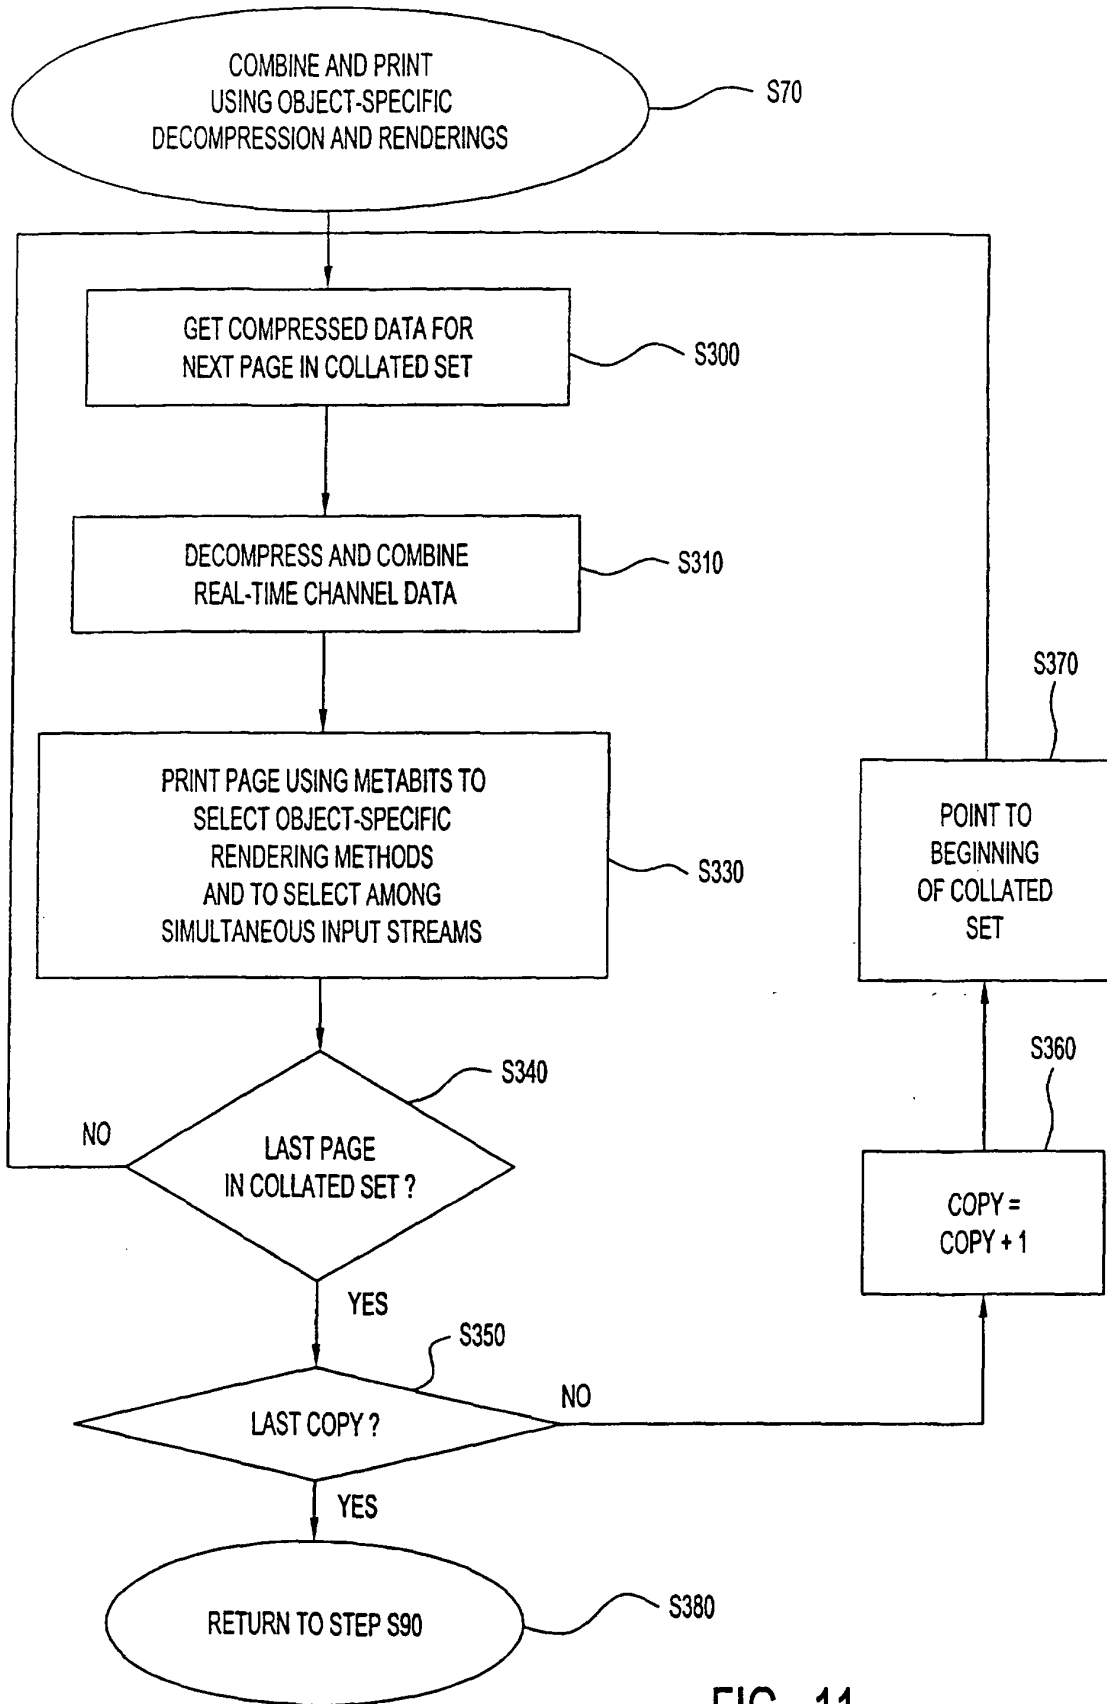 COMBINE AND PRINT
USING OBJECT-SPECIFIC
DECOMPRESSION AND RENDERINGS
S70
GET COMPRESSED DATA FOR
NEXT PAGE IN COLLATED SET
S300
DECOMPRESS AND COMBINE
REAL-TIME CHANNEL DATA
S310
PRINT PAGE USING METABITS TO
SELECT OBJECT-SPECIFIC
RENDERING METHODS
AND TO SELECT AMONG
SIMULTANEOUS INPUT STREAMS
S330
S340
NO
LAST PAGE
IN COLLATED SET ?
YES
S350
LAST COPY ?
NO
YES
RETURN TO STEP S90
S380
S370
POINT TO
BEGINNING
OF COLLATED
SET
S360
COPY =
COPY + 1
FIG. 11